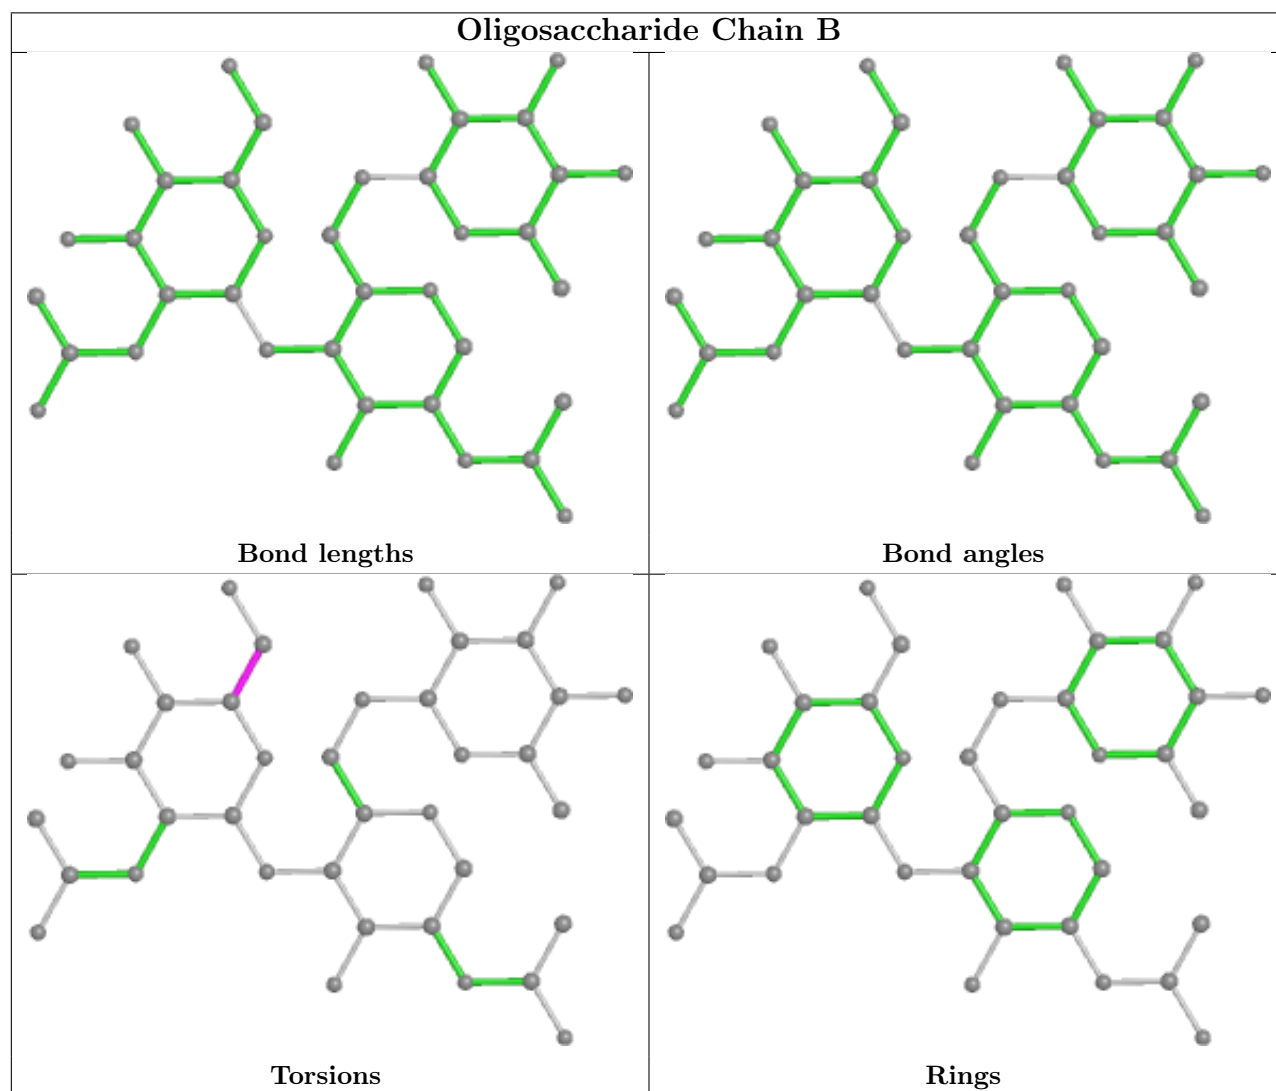 Oligosaccharide Chain B
Bond lengths
Bond angles
Torsions
Rings